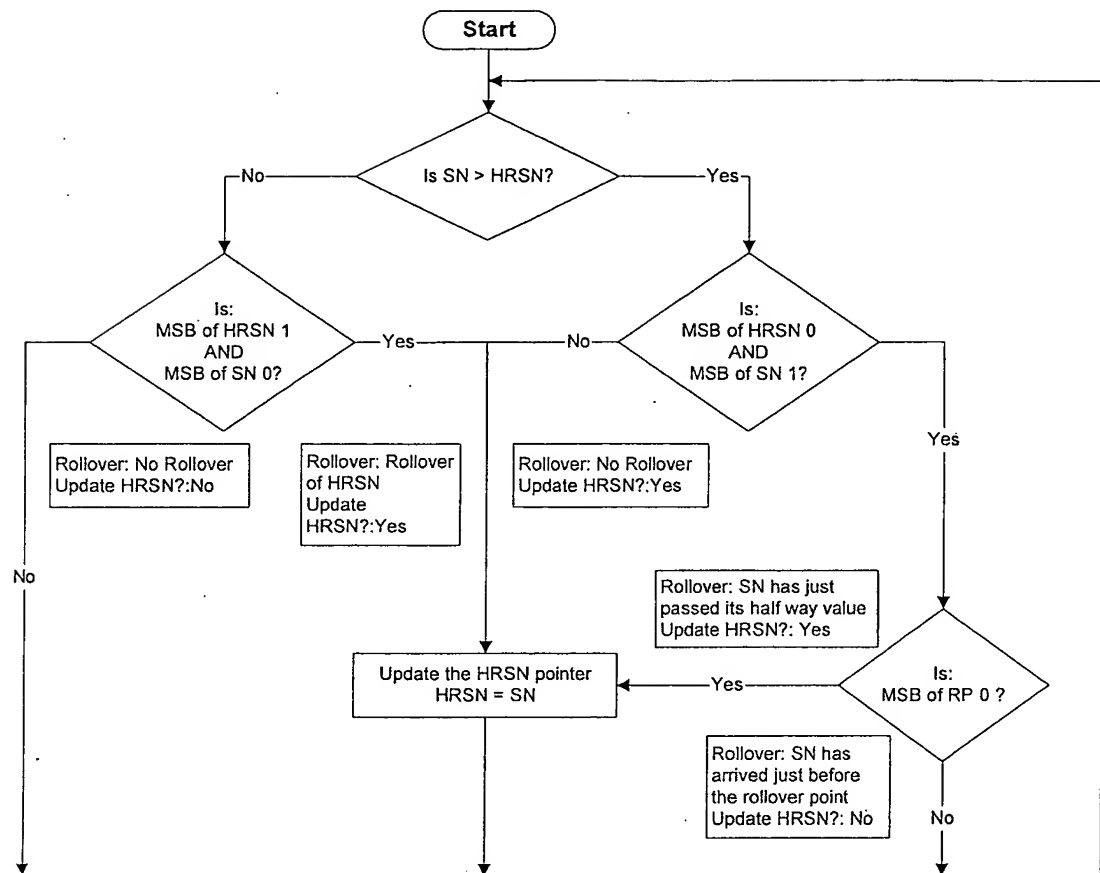 Start
Is SN > HRSN?
No
Yes
Is:
MSB of HRSN 1
AND
MSB of SN 0?
Yes
No
Is:
MSB of HRSN 0
AND
MSB of SN 1?
Yes
Rollover: No Rollover
Update HRSN?:No
Rollover: Rollover
of HRSN
Update
HRSN?:Yes
Rollover: No Rollover
Update HRSN?:Yes
No
Rollover: SN has just
passed its half way value
Update HRSN?: Yes
Update the HRSN pointer
HRSN = SN
Yes
Is:
MSB of RP 0 ?
Rollover: SN has
arrived just before
the rollover point
Update HRSN?: No
No